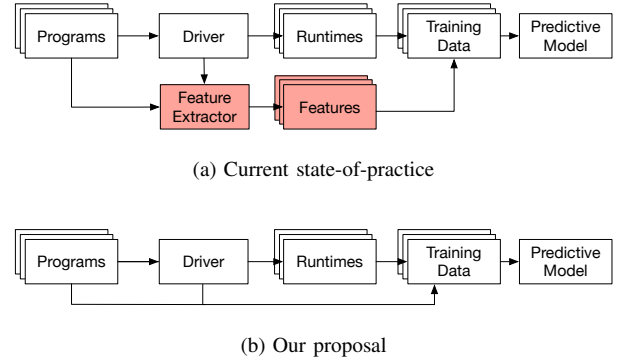 Programs
Driver
Runtimes
Training
Data
Predictive
Model
Feature
Extractor
Features
(a) Current state-of-practice
Programs
Driver
Runtimes
Training
Data
Predictive
Model
(b) Our proposal